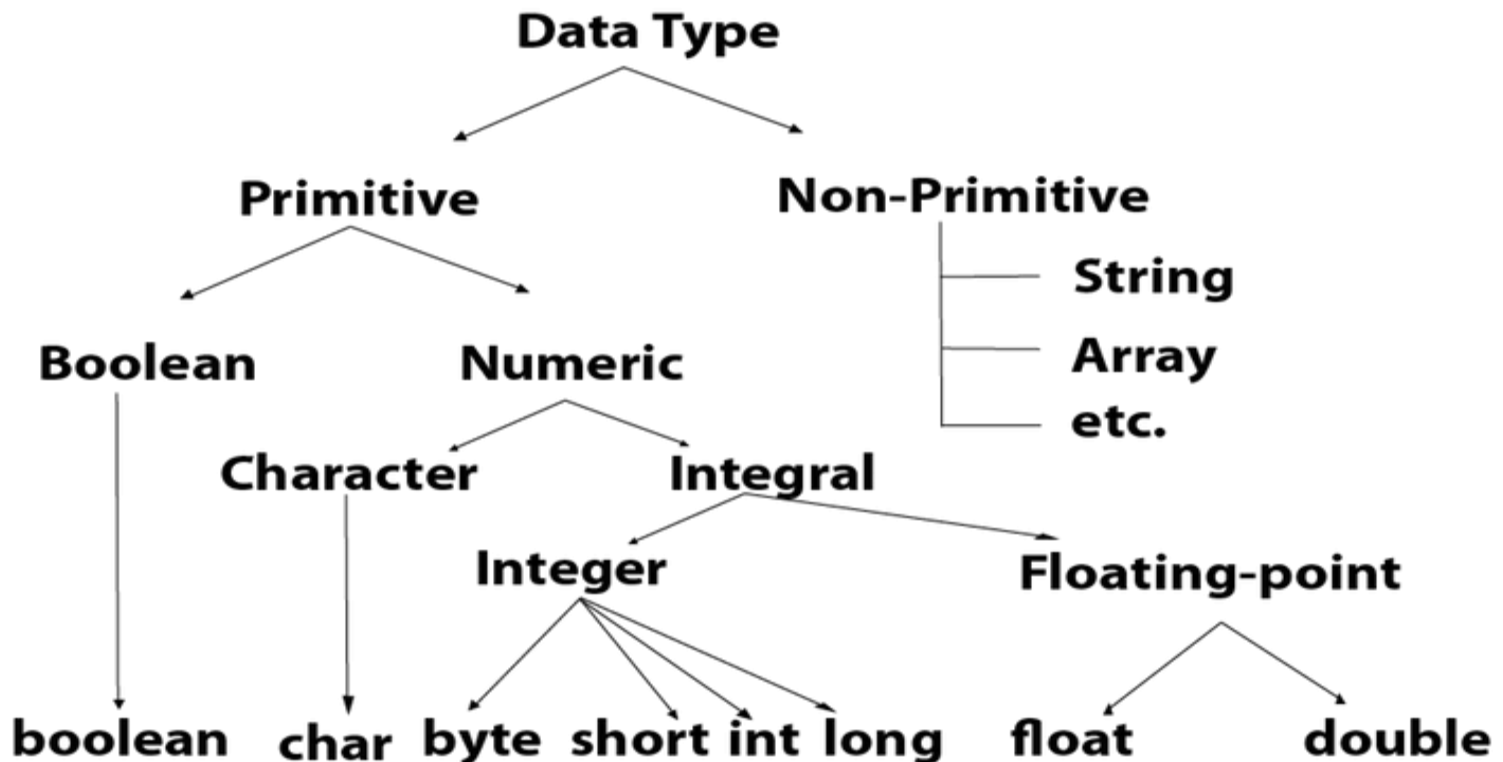 Data Type
Primitive
Non-Primitive
String
Array
etc.
Boolean
Numeric
Character
Integral
Integer
Floating-point
boolean
char
byte
short
int
long
float
double